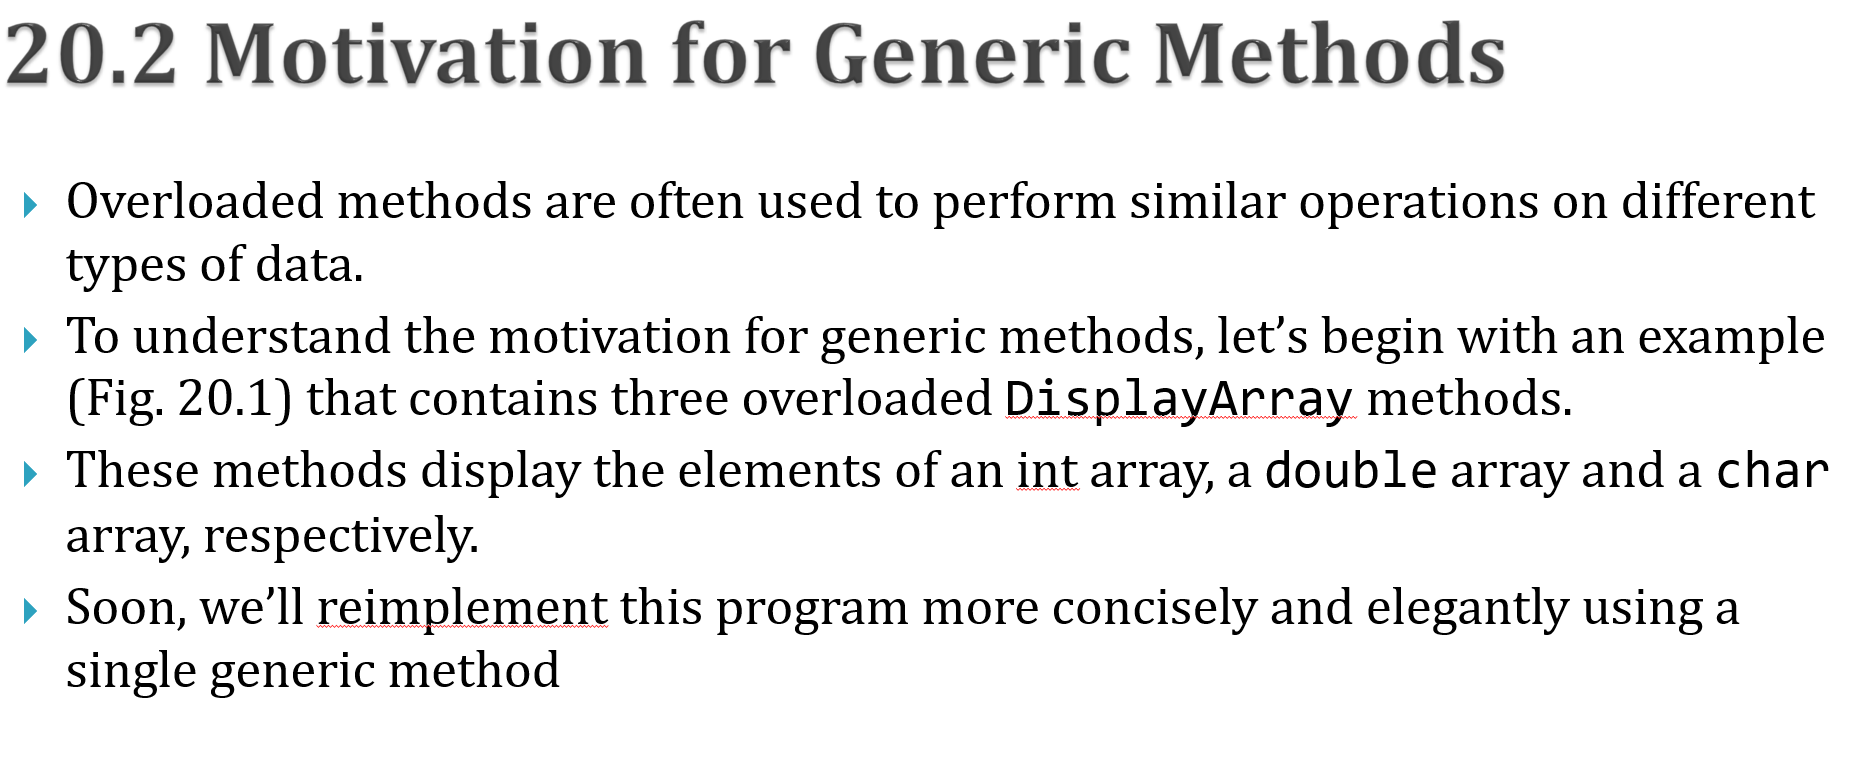 20.2 Motivation for Generic Methods
Overloaded methods are often used to perform similar operations on different
types of data.
To understand the motivation for generic methods, let’s begin with an example
(Fig. 20.1) that contains three overloaded DisplayArray methods.
These methods display the elements of an int array, a double array and a char
array, respectively.
Soon, we’ll reimplement this program more concisely and elegantly using a
single generic method